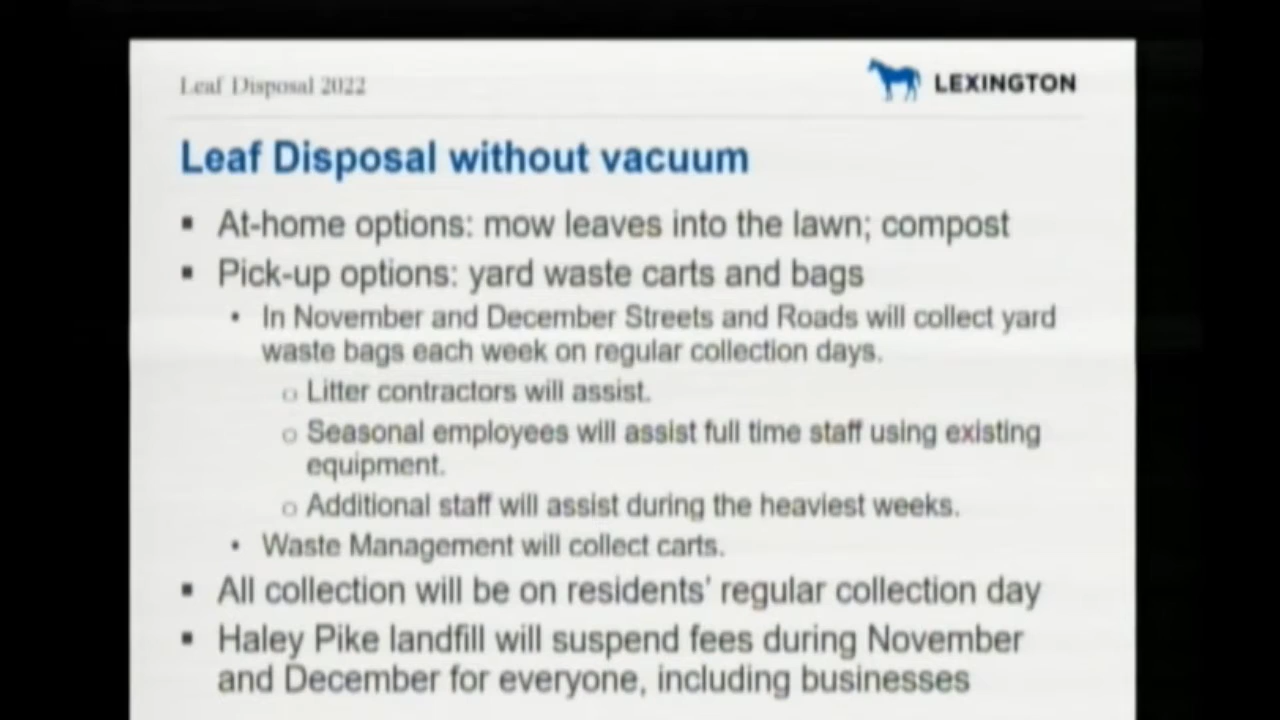 Leaf Disposal 2022
LEXINGTON
Leaf Disposal without vacuum
▪ At-home options: mow leaves into the lawn; compost
▪ Pick-up options: yard waste carts and bags
• In November and December Streets and Roads will collect yard
waste bags each week on regular collection days.
o Litter contractors will assist.
o Seasonal employees will assist full time staff using existing
equipment.
o Additional staff will assist during the heaviest weeks.
• Waste Management will collect carts.
▪ All collection will be on residents' regular collection day
▪ Haley Pike landfill will suspend fees during November
and December for everyone, including businesses